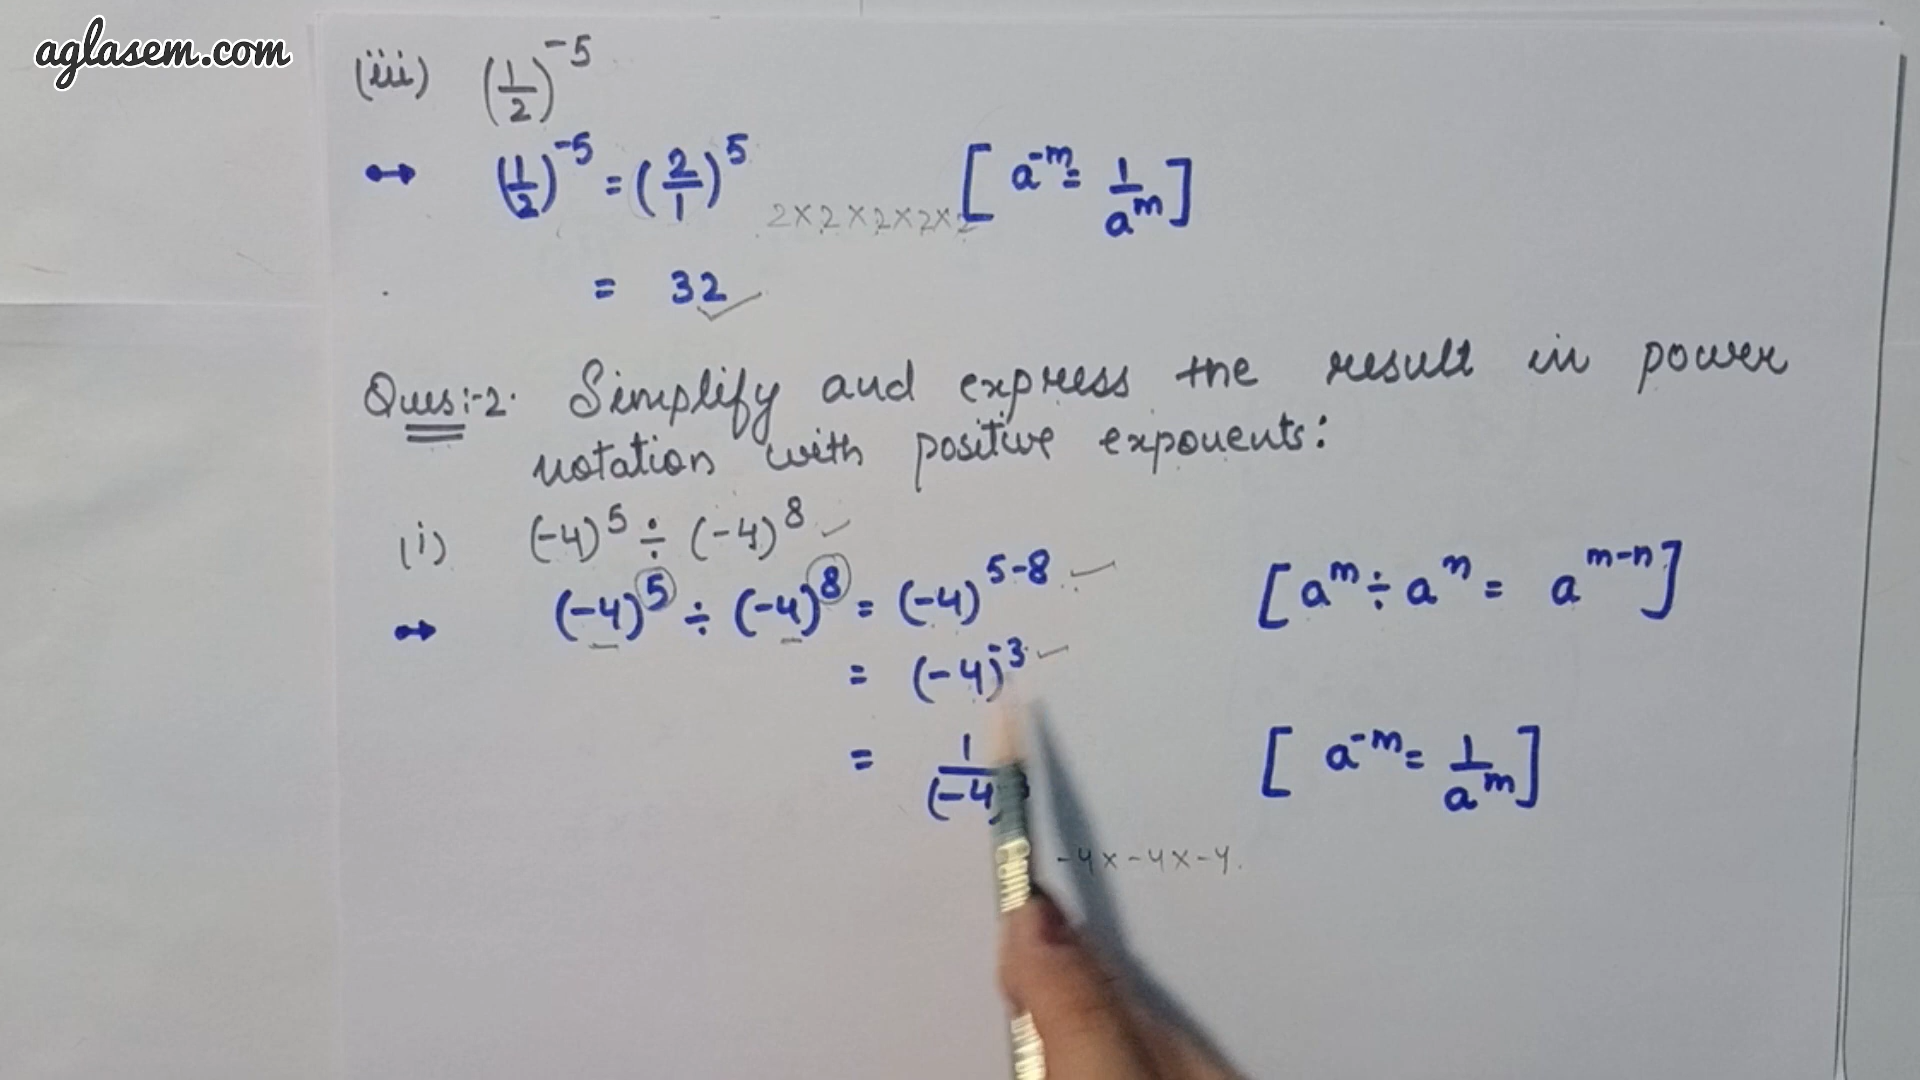 aglasem.com
(iii) (1/2)^-5
(1/2)^-5 = (2/1)^5 [a^-m = 1/a^m]
2×2×2×2×2
= 32
Ques:-2. Simplify and express the result in power
notation with positive exponents:
(i) (-4)^5 ÷ (-4)^8
(-4)^5 ÷ (-4)^8 = (-4)^5-8 [a^m ÷ a^n = a^m-n]
= (-4)^-3
= 1/(-4) [a^-m = 1/a^m]
-4×-4×-4.